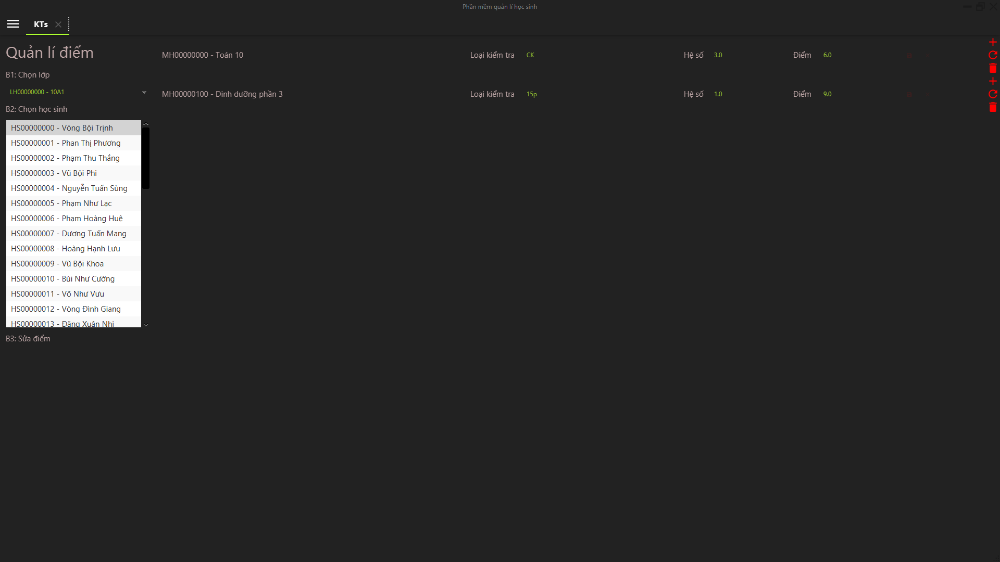 Phần mềm quản lí học sinh
KTs
Quản lí điểm
B1: Chọn lớp
LH00000000 - 10A1
B2: Chọn học sinh
HS00000000 - Vòng Bội Trịnh
HS00000001 - Phan Thị Phương
HS00000002 - Phạm Thu Thắng
HS00000003 - Vũ Bội Phi
HS00000004 - Nguyễn Tuấn Sùng
HS00000005 - Phạm Như Lạc
HS00000006 - Phạm Hoàng Huệ
HS00000007 - Dương Tuấn Mang
HS00000008 - Hoàng Hạnh Lưu
HS00000009 - Vũ Bội Khoa
HS00000010 - Bùi Như Cường
HS00000011 - Võ Như Vưu
HS00000012 - Vòng Đình Giang
HS00000013 - Đặng Xuân Nhi
B3: Sửa điểm
MH00000000 - Toán 10 Loại kiểm tra CK Hệ số 3.0 Điểm 6.0
MH00000100 - Dinh dưỡng phần 3 Loại kiểm tra 15p Hệ số 1.0 Điểm 9.0